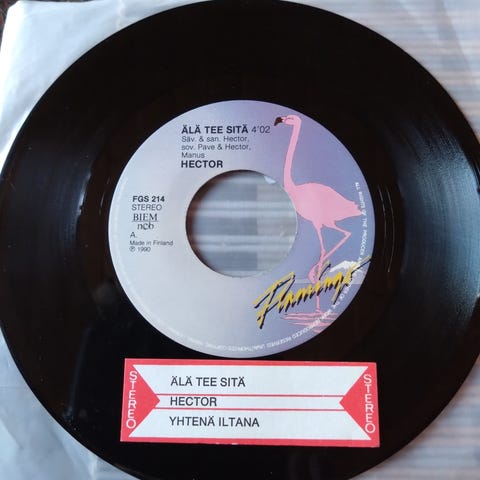 ÄLÄ TEE SITÄ 4'02
Säv. & san. Hector,
sov. Pave & Hector,
Manus
HECTOR
FGS 214
STEREO
BIEM
ncb
A.
Made in Finland
℗ 1990
Flamingo
STEREO
ÄLÄ TEE SITÄ
HECTOR
YHTENÄ ILTANA
STEREO